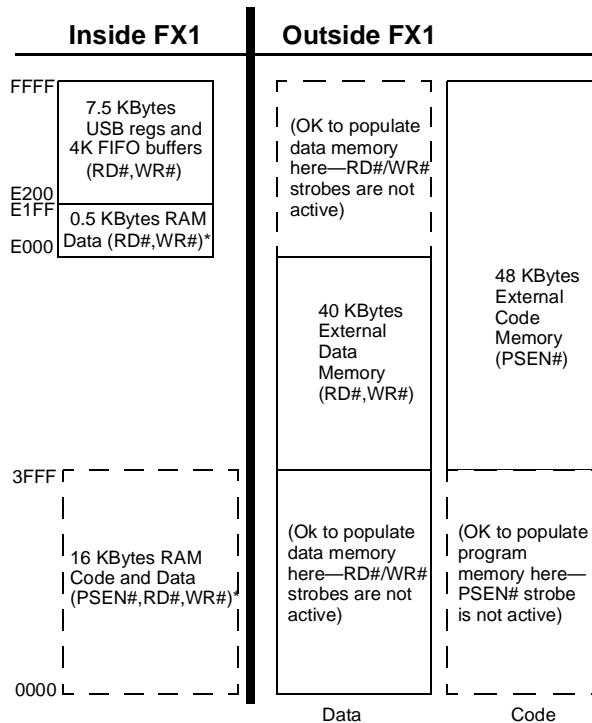 Inside FX1
Outside FX1
FFFF
7.5 KBytes
USB regs and
4K FIFO buffers
(RD#,WR#)
E200
E1FF
0.5 KBytes RAM
Data (RD#,WR#)*
E000
(OK to populate
data memory
here—RD#/WR#
strobes are not
active)
40 KBytes
External
Data
Memory
(RD#,WR#)
48 KBytes
External
Code
Memory
(PSEN#)
3FFF
16 KBytes RAM
Code and Data
(PSEN#,RD#,WR#)*
(Ok to populate
data memory
here—RD#/WR#
strobes are not
active)
(OK to populate
program
memory here—
PSEN# strobe
is not active)
0000
Data
Code